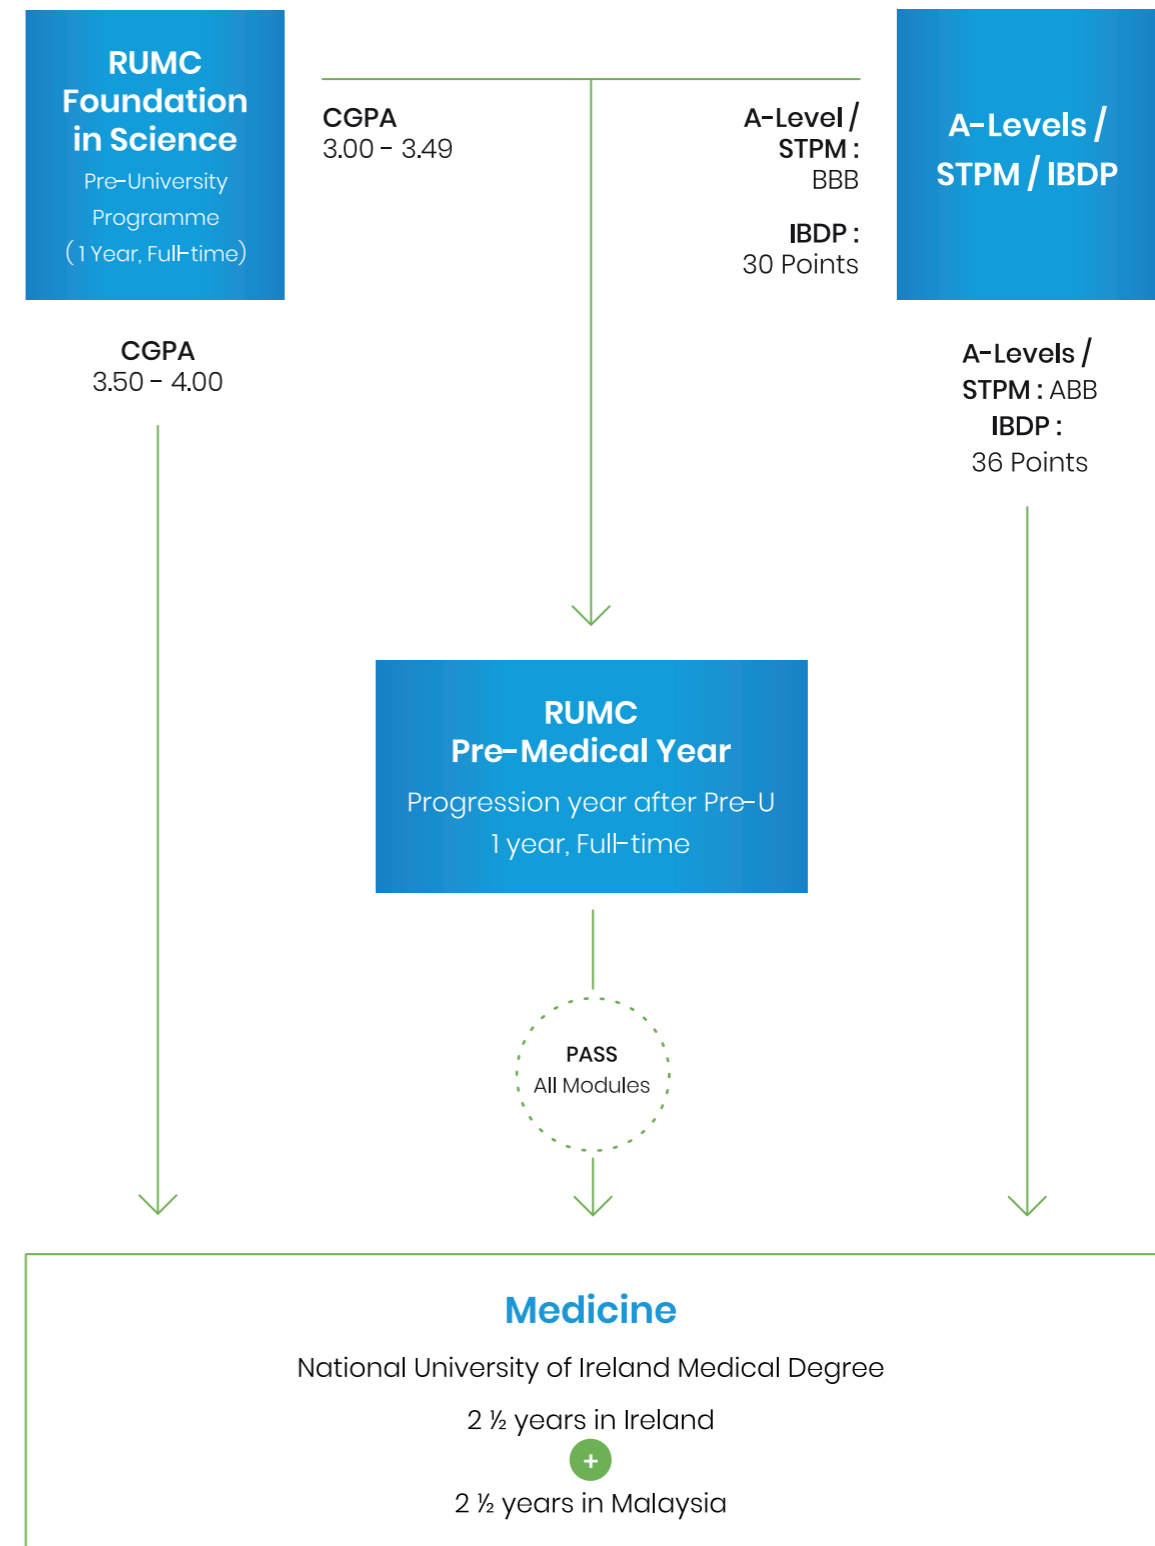 RUMC
Foundation
in Science
Pre-University
Programme
( 1 Year, Full-time)
CGPA
3.00 - 3.49
A-Level /
STPM :
BBB
IBDP :
30 Points
A-Levels /
STPM / IBDP
CGPA
3.50 - 4.00
A-Levels /
STPM : ABB
IBDP :
36 Points
RUMC
Pre-Medical Year
Progression year after Pre-U
1 year, Full-time
PASS
All Modules
Medicine
National University of Ireland Medical Degree
2 ½ years in Ireland
+
2 ½ years in Malaysia